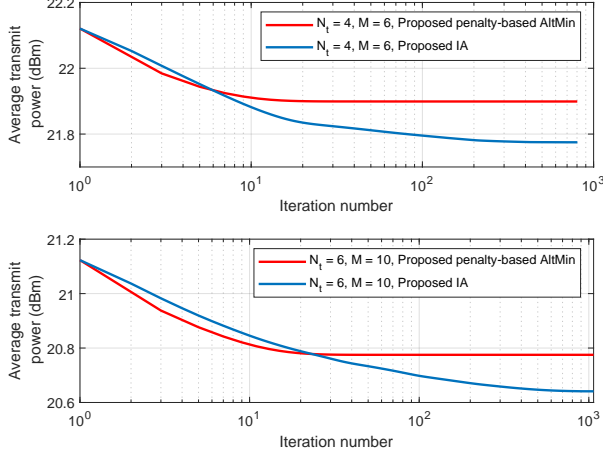 22.2
22
21.8
Average transmit
power (dBm)
N_t = 4, M = 6, Proposed penalty-based AltMin
N_t = 4, M = 6, Proposed IA
10^0
10^1
10^2
10^3
Iteration number
21.2
21
20.8
20.6
Average transmit
power (dBm)
N_t = 6, M = 10, Proposed penalty-based AltMin
N_t = 6, M = 10, Proposed IA
10^0
10^1
10^2
10^3
Iteration number